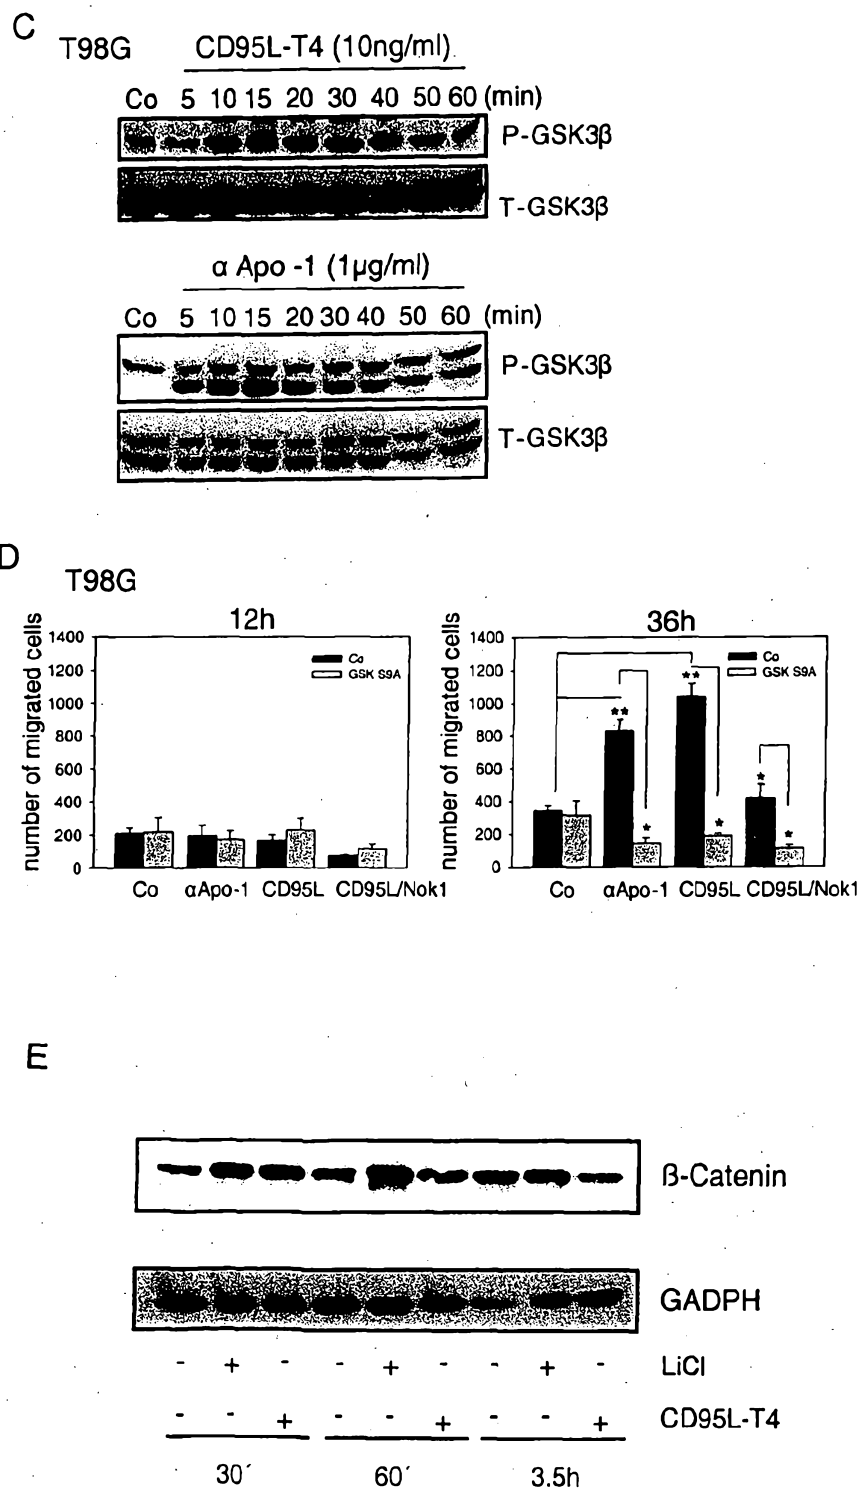 C
T98G CD95L-T4 (10ng/ml)
Co 5 10 15 20 30 40 50 60 (min)
P-GSK3β
T-GSK3β
α Apo -1 (1µg/ml)
Co 5 10 15 20 30 40 50 60 (min)
P-GSK3β
T-GSK3β
D
T98G
12h
number of migrated cells
1400
1200
1000
800
600
400
200
0
Co
GSK S9A
Co αApo-1 CD95L CD95L/Nok1
36h
number of migrated cells
1400
1200
1000
800
600
400
200
0
Co
GSK S9A
** ** * * * *
Co αApo-1 CD95L CD95L/Nok1
E
ß-Catenin
GADPH
- + - - + - - + - LiCl
- - + - - + - - + CD95L-T4
30´ 60´ 3.5h